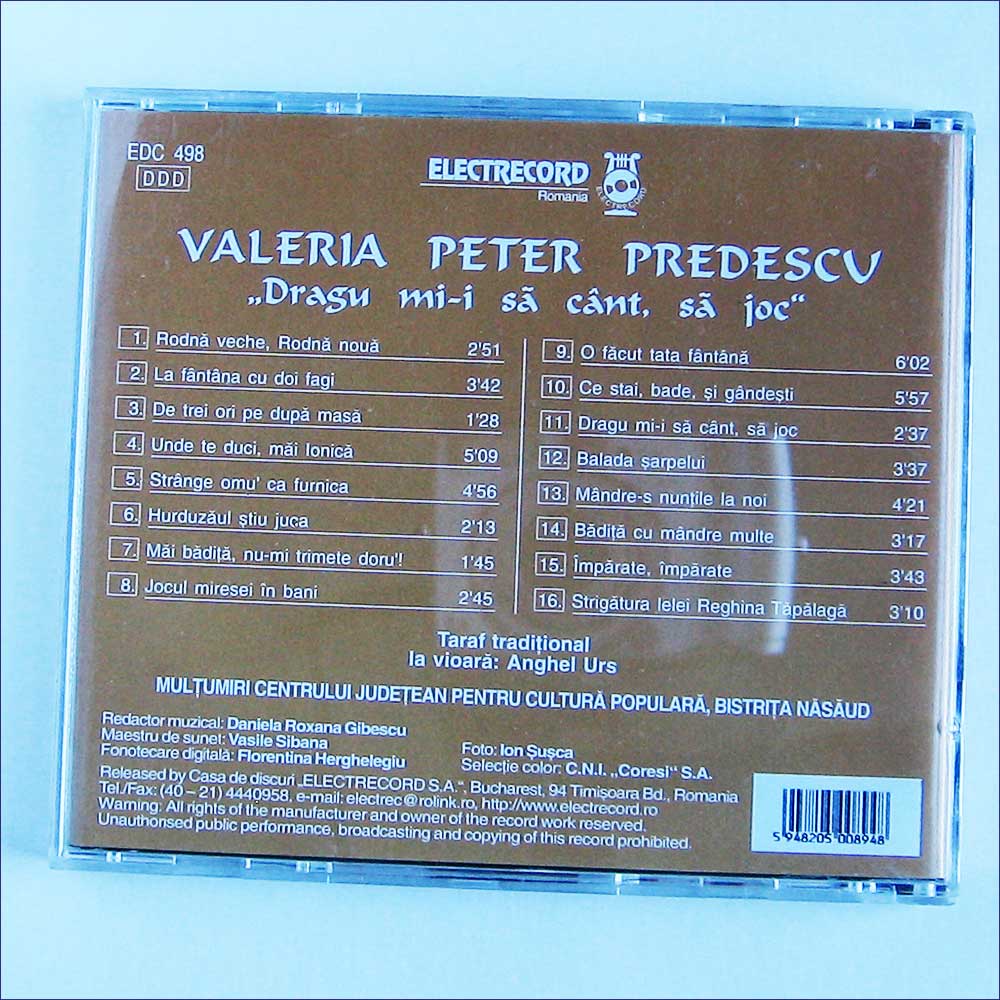 EDC 498
DDD
ELECTRECORD
Romania
ELECTRECORD
VALERIA PETER PREDESCU
„Dragu mi-i să cânt, să joc“
1. Rodnă veche, Rodnă nouă 2'51
2. La fântâna cu doi fagi 3'42
3. De trei ori pe după masă 1'28
4. Unde te duci, măi Ionică 5'09
5. Strânge omu' ca furnica 4'56
6. Hurduzăul știu juca 2'13
7. Măi bădiță, nu-mi trimete doru'! 1'45
8. Jocul miresei în bani 2'45
9. O făcut tata fântână 6'02
10. Ce stai, bade, și gândești 5'57
11. Dragu mi-i să cânt, să joc 2'37
12. Balada șarpelui 3'37
13. Mândre-s nunțile la noi 4'21
14. Bădiță cu mândre multe 3'17
15. Împărate, împărate 3'43
16. Strigătura lelei Reghina Tăpălagă 3'10
Taraf tradițional
la vioară: Anghel Urs
MULȚUMIRI CENTRULUI JUDEȚEAN PENTRU CULTURĂ POPULARĂ, BISTRIȚA NĂSĂUD
Redactor muzical: Daniela Roxana Gibescu
Maestru de sunet: Vasile Sibana
Fonotecare digitală: Florentina Herghelegiu
Foto: Ion Șușca
Selecție color: C.N.I. „Coresi“ S.A.
Released by Casa de discuri „ELECTRECORD S.A.“, Bucharest, 94 Timișoara Bd., Romania
Tel./Fax: (40 – 21) 4440958, e-mail: electrec@rolink.ro, http://www.electrecord.ro
Warning: All rights of the manufacturer and owner of the record work reserved.
Unauthorised public performance, broadcasting and copying of this record prohibited.
5 948205 008948